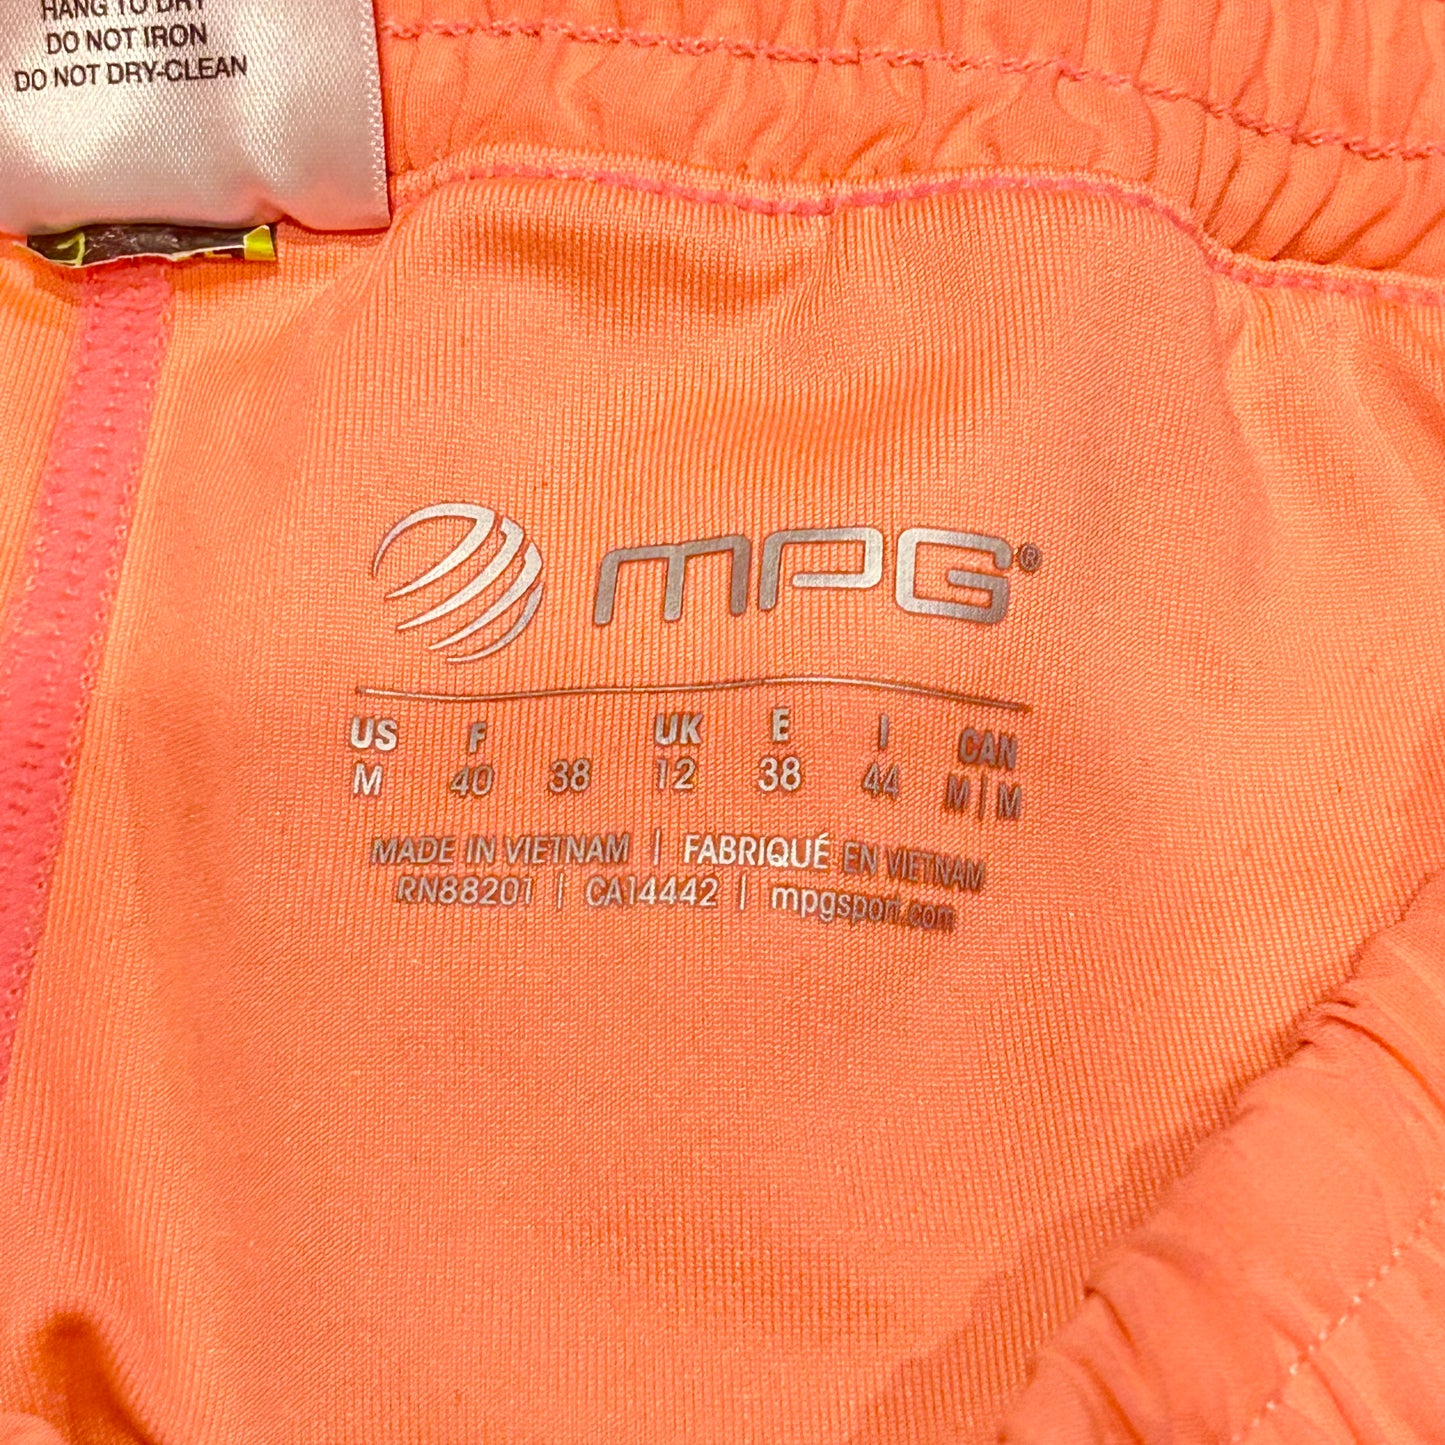 HANG TO DRY
DO NOT IRON
DO NOT DRY-CLEAN
MPG®
US F UK E I CAN
M 40 38 12 38 44 M | M
MADE IN VIETNAM | FABRIQUÉ EN VIETNAM
RN88201 | CA14442 | mpgsport.com